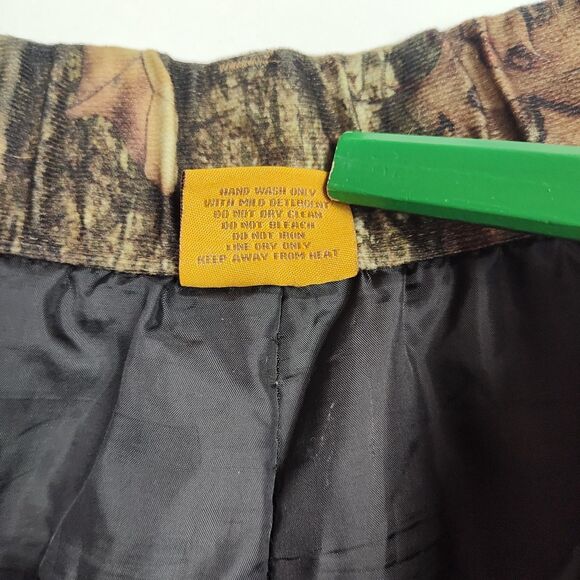 HAND WASH ONLY
WITH MILD DETERGENT
DO NOT DRY CLEAN
DO NOT BLEACH
DO NOT IRON
LINE DRY ONLY
KEEP AWAY FROM HEAT